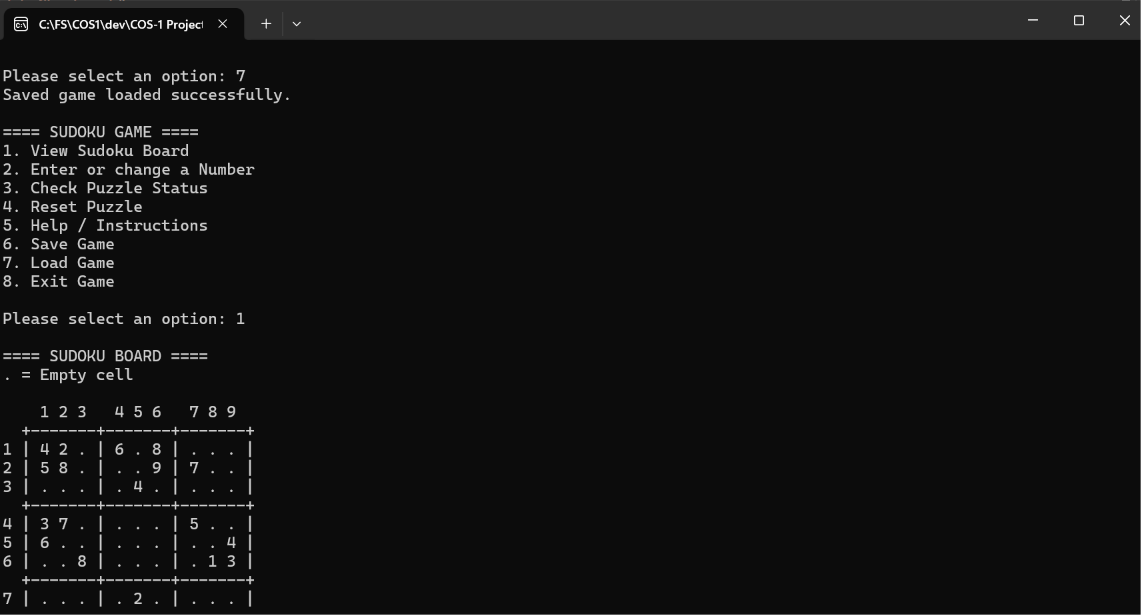 C:\FS\COS1\dev\COS-1 Projec
Please select an option: 7
Saved game loaded successfully.
==== SUDOKU GAME ====
1. View Sudoku Board
2. Enter or change a Number
3. Check Puzzle Status
4. Reset Puzzle
5. Help / Instructions
6. Save Game
7. Load Game
8. Exit Game
Please select an option: 1
==== SUDOKU BOARD ====
. = Empty cell
    1 2 3   4 5 6   7 8 9
  +-------+-------+-------+
1 | 4 2 . | 6 . 8 | . . . |
2 | 5 8 . | . . 9 | 7 . . |
3 | . . . | . 4 . | . . . |
  +-------+-------+-------+
4 | 3 7 . | . . . | 5 . . |
5 | 6 . . | . . . | . . 4 |
6 | . . 8 | . . . | . 1 3 |
  +-------+-------+-------+
7 | . . . | . 2 . | . . . |